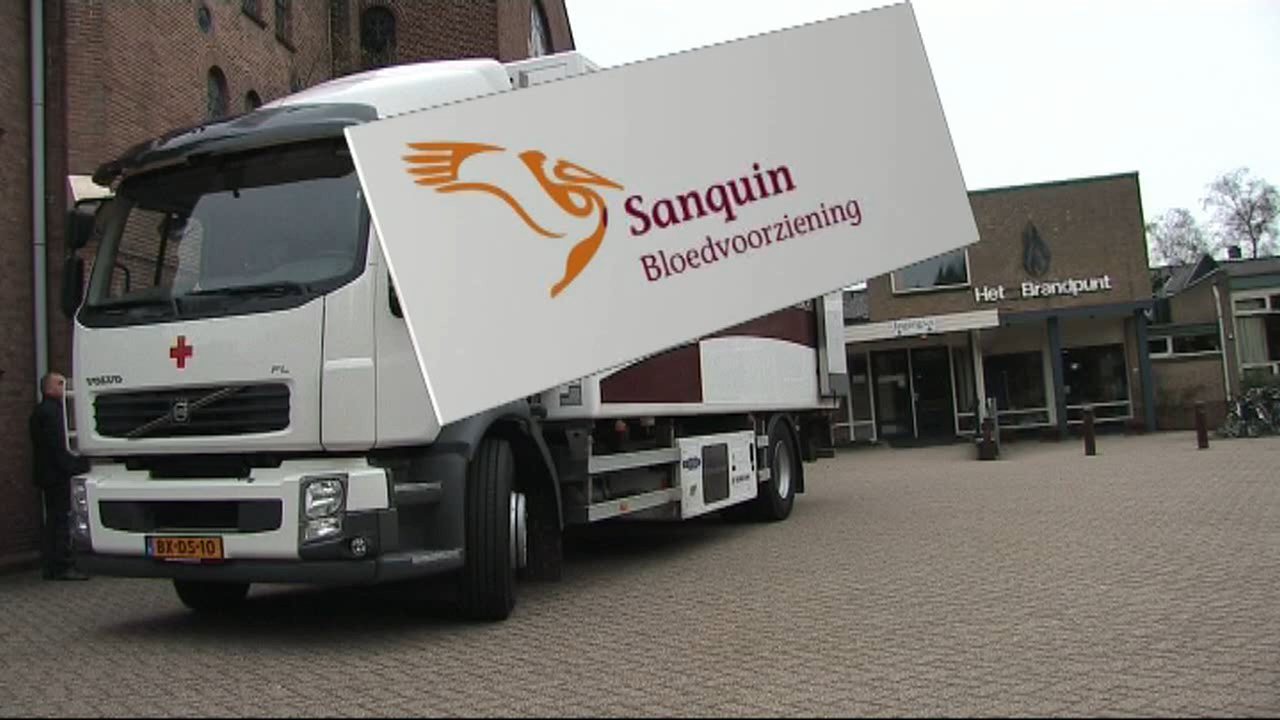 Sanquin
Bloedvoorziening
Het Brandpunt
VOLVO
FL
BX-DS-10